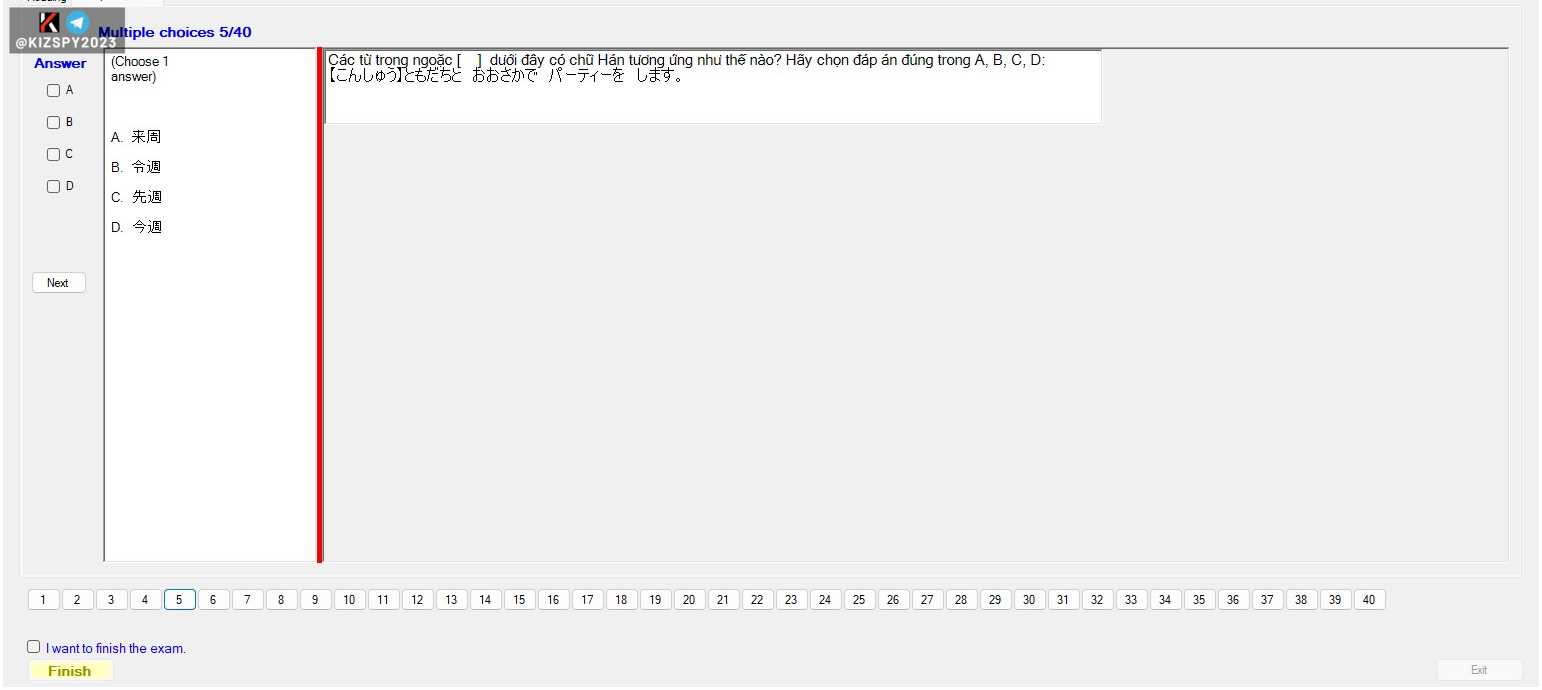 @KIZSPY2023
Multiple choices 5/40
Answer
A
B
C
D
Next
(Choose 1
answer)
A. 来周
B. 令週
C. 先週
D. 今週
Các từ trong ngoặc [ ] dưới đây có chữ Hán tương ứng như thế nào? Hãy chọn đáp án đúng trong A, B, C, D:
【こんしゅう】ともだちと おおさかで パーティーを します。
1 2 3 4 5 6 7 8 9 10 11 12 13 14 15 16 17 18 19 20 21 22 23 24 25 26 27 28 29 30 31 32 33 34 35 36 37 38 39 40
I want to finish the exam.
Finish
Exit